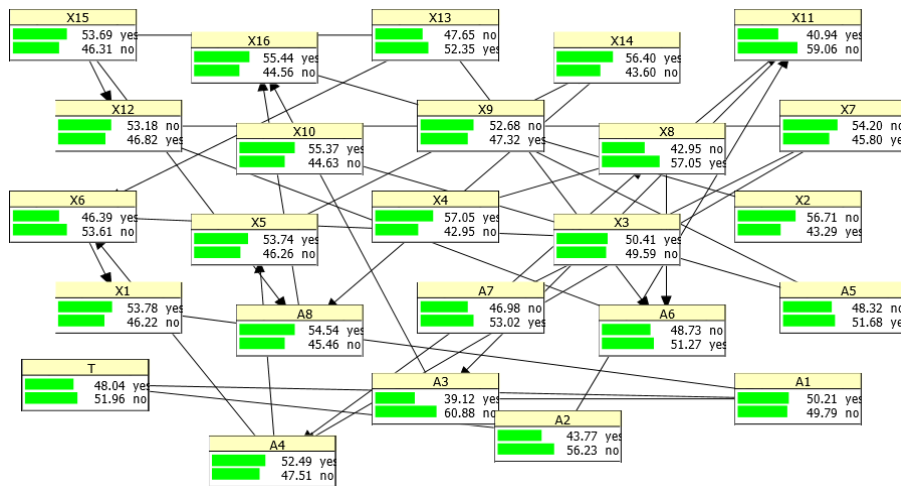 X15
53.69 yes
46.31 no
X16
55.44 yes
44.56 no
X13
47.65 no
52.35 yes
X14
56.40 yes
43.60 no
X11
40.94 yes
59.06 no
X12
53.18 no
46.82 yes
X10
55.37 yes
44.63 no
X9
52.68 no
47.32 yes
X8
42.95 no
57.05 yes
X7
54.20 no
45.80 yes
X6
46.39 yes
53.61 no
X5
53.74 yes
46.26 no
X4
57.05 yes
42.95 no
X3
50.41 yes
49.59 no
X2
56.71 no
43.29 yes
X1
53.78 yes
46.22 no
A8
54.54 yes
45.46 no
A7
46.98 no
53.02 yes
A6
48.73 no
51.27 yes
A5
48.32 no
51.68 yes
T
48.04 yes
51.96 no
A3
39.12 yes
60.88 no
A1
50.21 yes
49.79 no
A4
52.49 yes
47.51 no
A2
43.77 yes
56.23 no